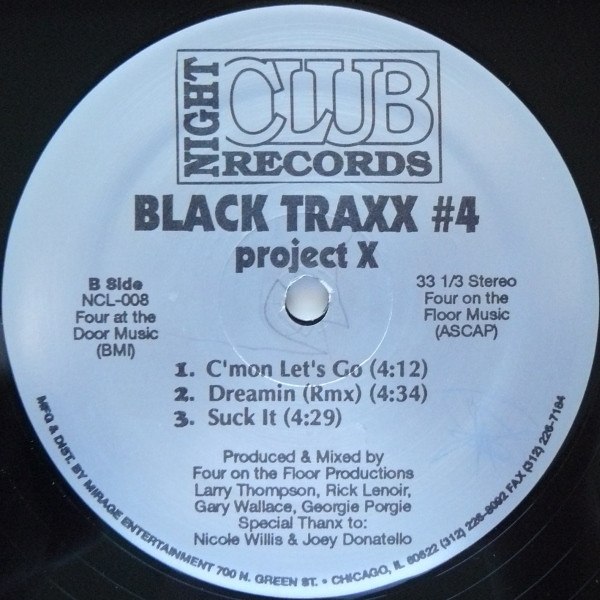 NIGHT
CLUB
RECORDS
BLACK TRAXX #4
project X
B Side
NCL-008
Four at the
Door Music
(BMI)
33 1/3 Stereo
Four on the
Floor Music
(ASCAP)
1. C'mon Let's Go (4:12)
2. Dreamin (Rmx) (4:34)
3. Suck It (4:29)
Produced & Mixed by
Four on the Floor Productions
Larry Thompson, Rick Lenoir,
Gary Wallace, Georgie Porgie
Special Thanx to:
Nicole Willis & Joey Donatello
MFG & DIST. BY MIRAGE ENTERTAINMENT 700 N. GREEN ST. • CHICAGO, IL 60622 (312) 226-8092 FAX (312) 226-7184